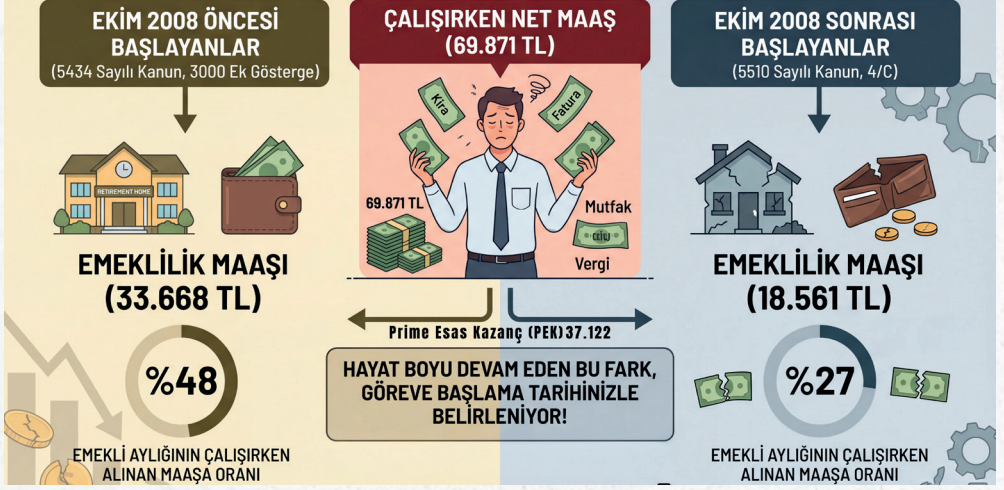 EKİM 2008 ÖNCESİ
BAŞLAYANLAR
(5434 Sayılı Kanun, 3000 Ek Gösterge)
RETIREMENT HOME
EMEKLİLİK MAAŞI
(33.668 TL)
%48
EMEKLİ AYLIĞININ ÇALIŞIRKEN
ALINAN MAAŞA ORANI
ÇALIŞIRKEN NET MAAŞ
(69.871 TL)
Kira
Fatura
69.871 TL
Mutfak
Vergi
Prime Esas Kazanç (PEK)37.122
HAYAT BOYU DEVAM EDEN BU FARK,
GÖREVE BAŞLAMA TARİHİNİZLE
BELİRLENİYOR!
EKİM 2008 SONRASI
BAŞLAYANLAR
(5510 Sayılı Kanun, 4/C)
EMEKLİLİK MAAŞI
(18.561 TL)
%27
EMEKLİ AYLIĞININ ÇALIŞIRKEN
ALINAN MAAŞA ORANI